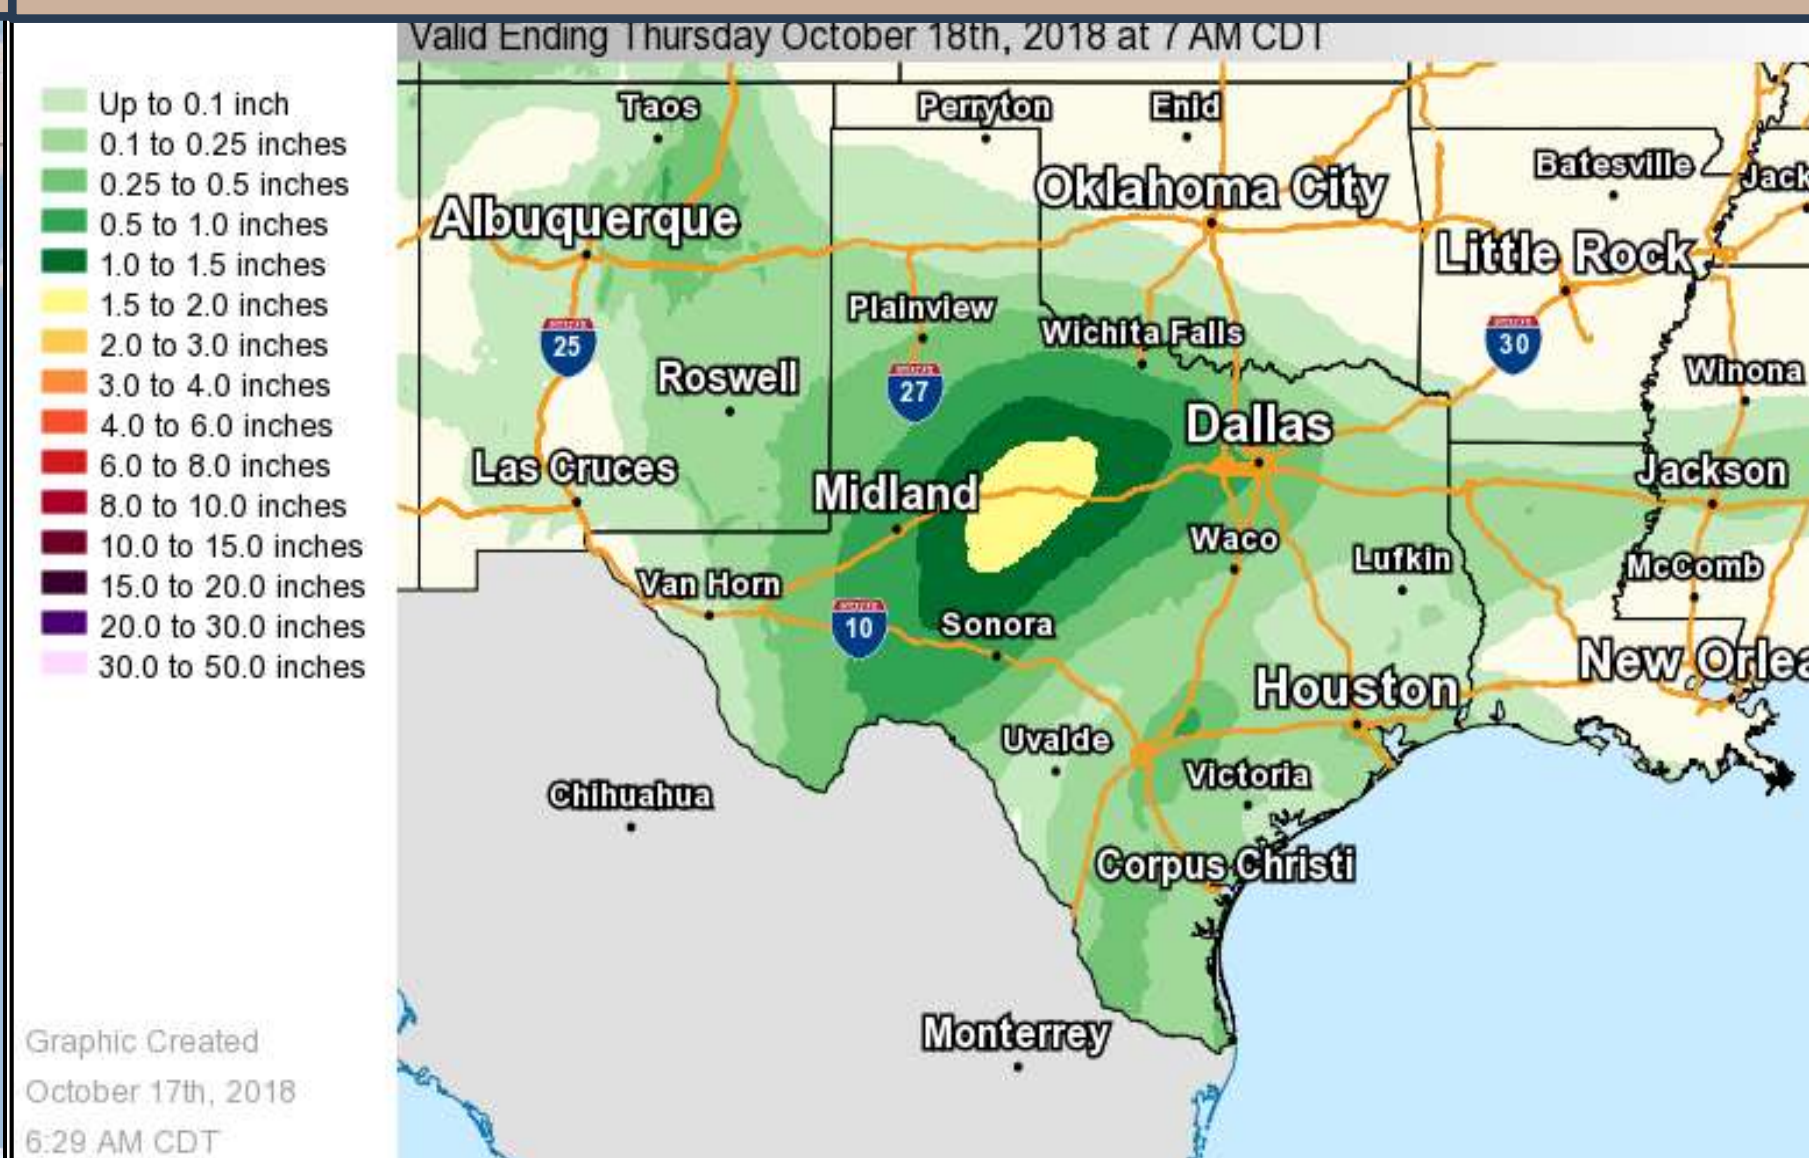 Valid Ending Thursday October 18th, 2018 at 7 AM CDT
Up to 0.1 inch
0.1 to 0.25 inches
0.25 to 0.5 inches
0.5 to 1.0 inches
1.0 to 1.5 inches
1.5 to 2.0 inches
2.0 to 3.0 inches
3.0 to 4.0 inches
4.0 to 6.0 inches
6.0 to 8.0 inches
8.0 to 10.0 inches
10.0 to 15.0 inches
15.0 to 20.0 inches
20.0 to 30.0 inches
30.0 to 50.0 inches
Graphic Created
October 17th, 2018
6:29 AM CDT
Taos
Perryton
Enid
Batesville
Jack
Oklahoma City
Albuquerque
Little Rock
Plainview
Wichita Falls
25
30
Roswell
27
Winona
Dallas
Las Cruces
Midland
Jackson
Waco
Lufkin
McComb
Van Horn
10
Sonora
New Orlea
Houston
Uvalde
Victoria
Chihuahua
Corpus Christi
Monterrey